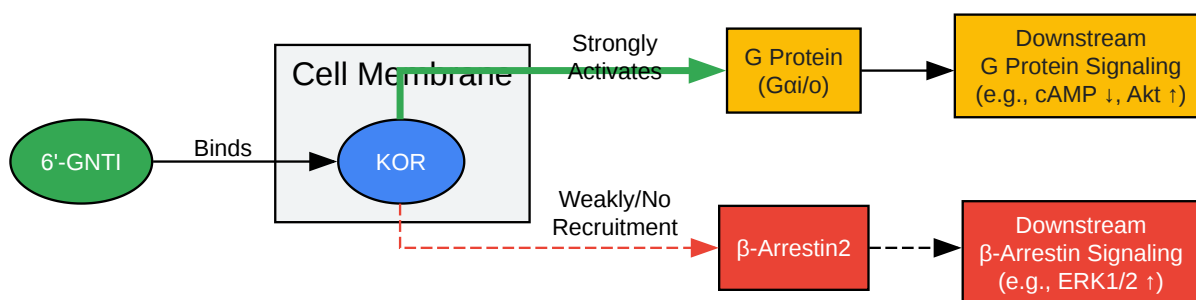 6'-GNTI
Binds
Cell Membrane
KOR
Strongly
Activates
G Protein
(Gαi/o)
Downstream
G Protein Signaling
(e.g., cAMP ↓, Akt ↑)
Weakly/No
Recruitment
β-Arrestin2
Downstream
β-Arrestin Signaling
(e.g., ERK1/2 ↑)